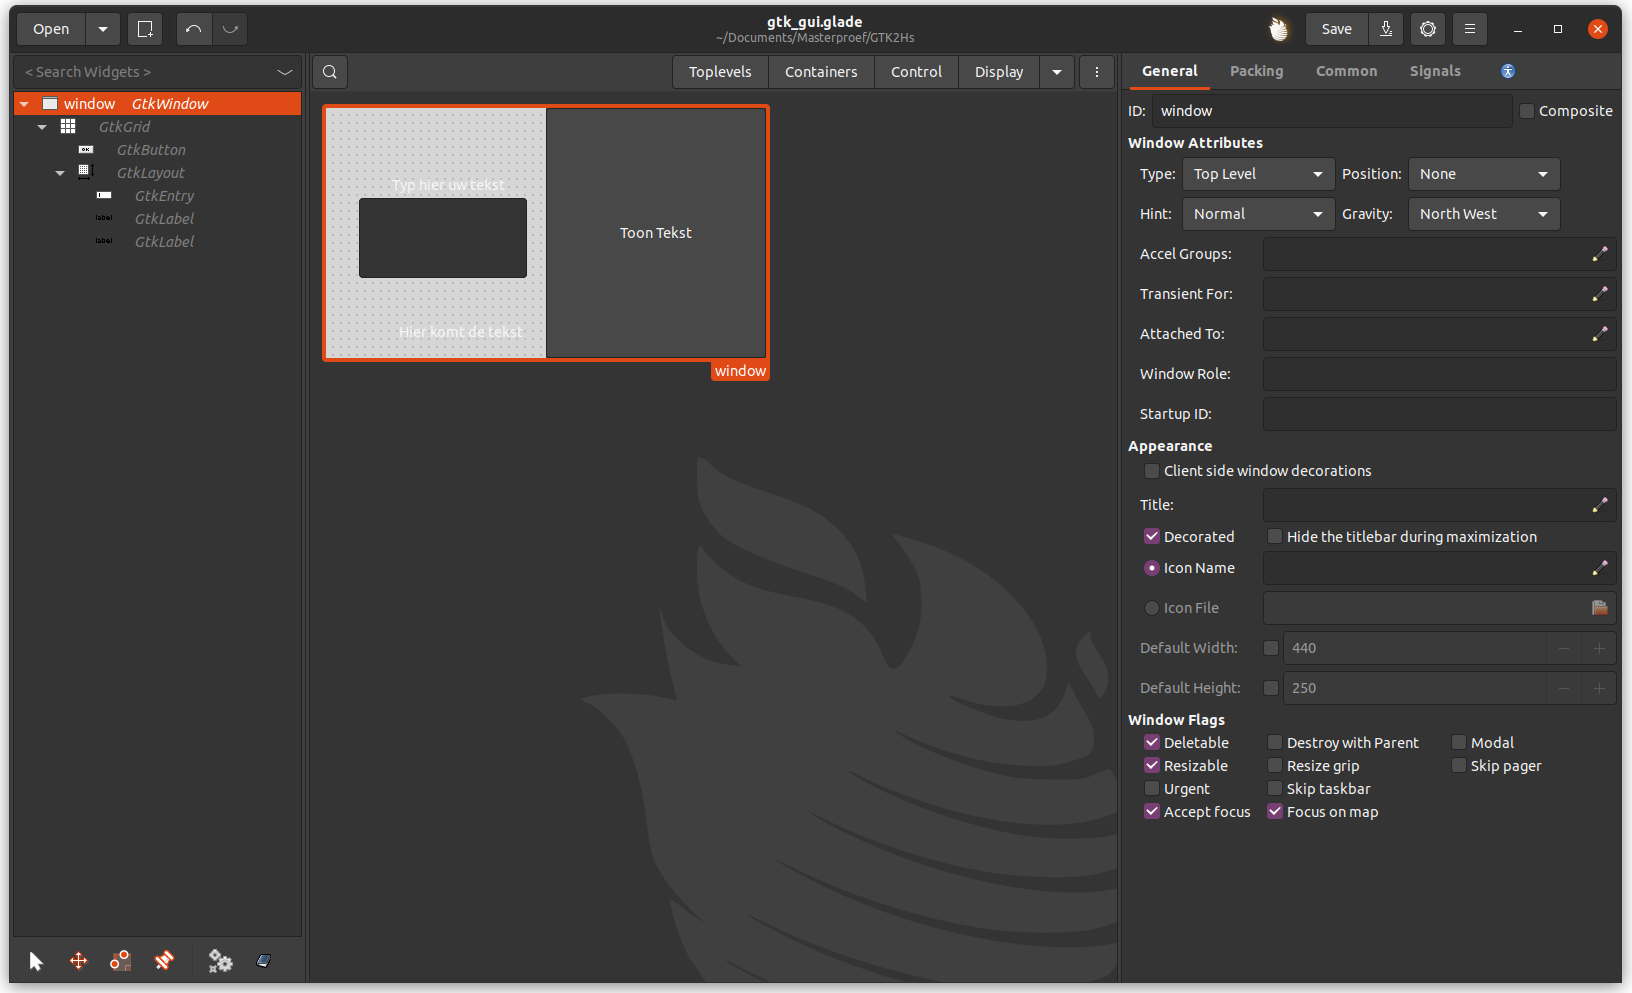 Open
gtk_gui.glade
~/Documents/Masterproef/GTK2Hs
Save
< Search Widgets >
window GtkWindow
GtkGrid
OK GtkButton
GtkLayout
GtkEntry
label GtkLabel
label GtkLabel
Toplevels Containers Control Display
Typ hier uw tekst
Toon Tekst
Hier komt de tekst
window
General Packing Common Signals
ID: window Composite
Window Attributes
Type: Top Level Position: None
Hint: Normal Gravity: North West
Accel Groups:
Transient For:
Attached To:
Window Role:
Startup ID:
Appearance
Client side window decorations
Title:
Decorated Hide the titlebar during maximization
Icon Name
Icon File
Default Width: 440
Default Height: 250
Window Flags
Deletable Destroy with Parent Modal
Resizable Resize grip Skip pager
Urgent Skip taskbar
Accept focus Focus on map